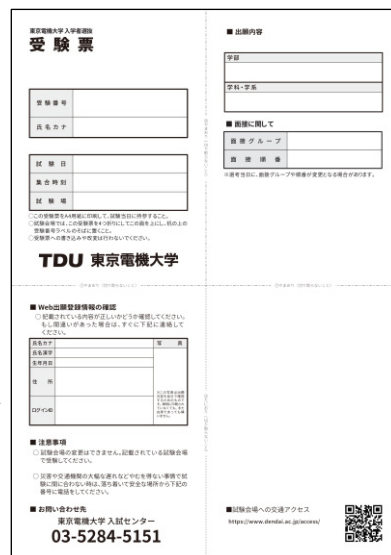 東京電機大学 入学者選抜
受験票
受験番号
氏名カナ
試験日
集合時刻
試験場
○この受験票をA4用紙に印刷して、試験当日に持参すること。
○試験会場では、この受験票を4つ折りにしてこの面を上にし、机の上の
受験番号ラベルのそばに置くこと。
○受験票への書き込みや改変は行わないでください。
TDU 東京電機大学
■ 出願内容
学部
学科・学系
■ 面接に関して
面接グループ
面接順番
※選考当日に、面接グループや順番が変更となる場合があります。
■ Web出願登録情報の確認
○ 記載されている内容が正しいかどうか確認してください。
もし間違いがあった場合は、すぐに下記に連絡して
ください。
氏名カナ
写真
氏名漢字
生年月日
住所
ログインID
■ 注意事項
○ 試験会場の変更はできません。記載されている試験会場
で受験してください。
○ 災害や交通機関の大幅な遅れなどやむを得ない事情で試
験に間に合わない時は、落ち着いて安全な場所から下記の
番号に電話をしてください。
■ お問い合わせ先
東京電機大学 入試センター
03-5284-5151
■試験会場への交通アクセス
https://www.dendai.ac.jp/access/